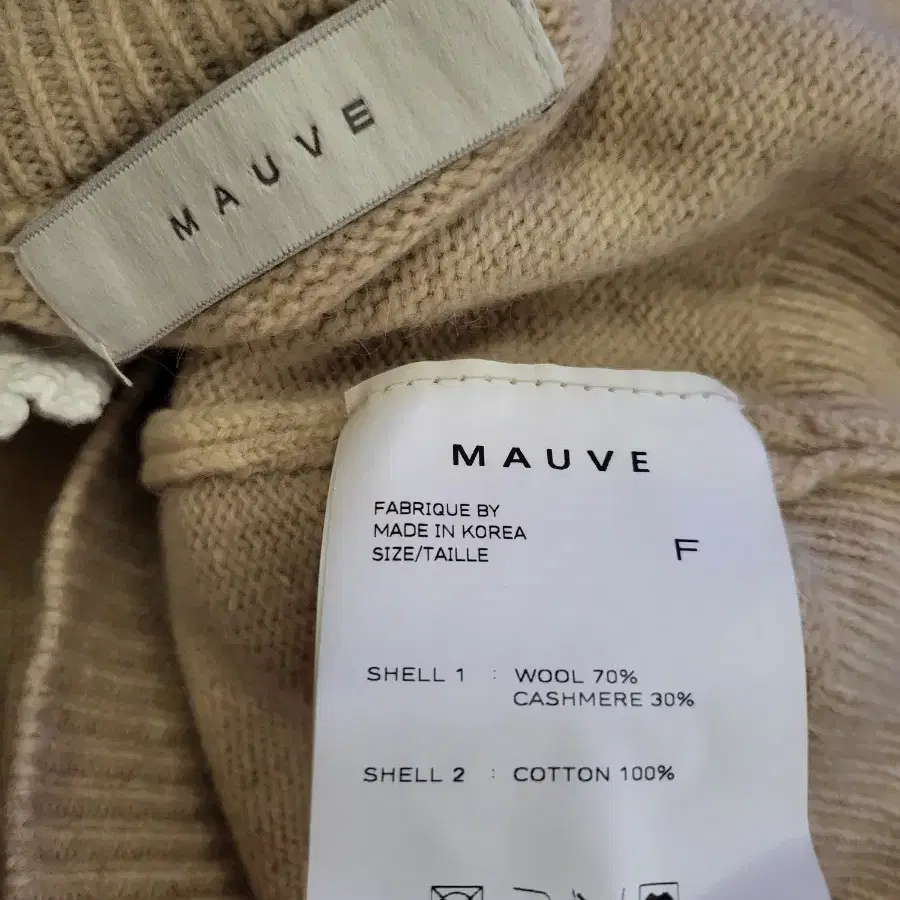 MAUVE
MAUVE
FABRIQUE BY
MADE IN KOREA
SIZE/TAILLE F
SHELL 1 : WOOL 70%
CASHMERE 30%
SHELL 2 : COTTON 100%